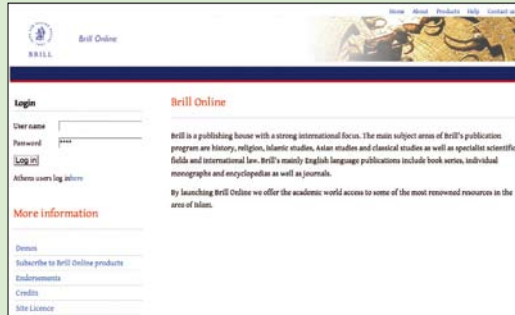 Home About Products Help Contact us
BRILL
Brill Online
Login
User name
Password ****
Log in
Athens users log in here
More information
Demos
Subscribe to Brill Online products
Endorsements
Credits
Site Licence
Brill Online
Brill is a publishing house with a strong international focus. The main subject areas of Brill's publication
program are history, religion, Islamic studies, Asian studies and classical studies as well as specialist scientific
fields and international law. Brill's mainly English language publications include book series, individual
monographs and encyclopedias as well as journals.
By launching Brill Online we offer the academic world access to some of the most renowned resources in the
area of Islam.